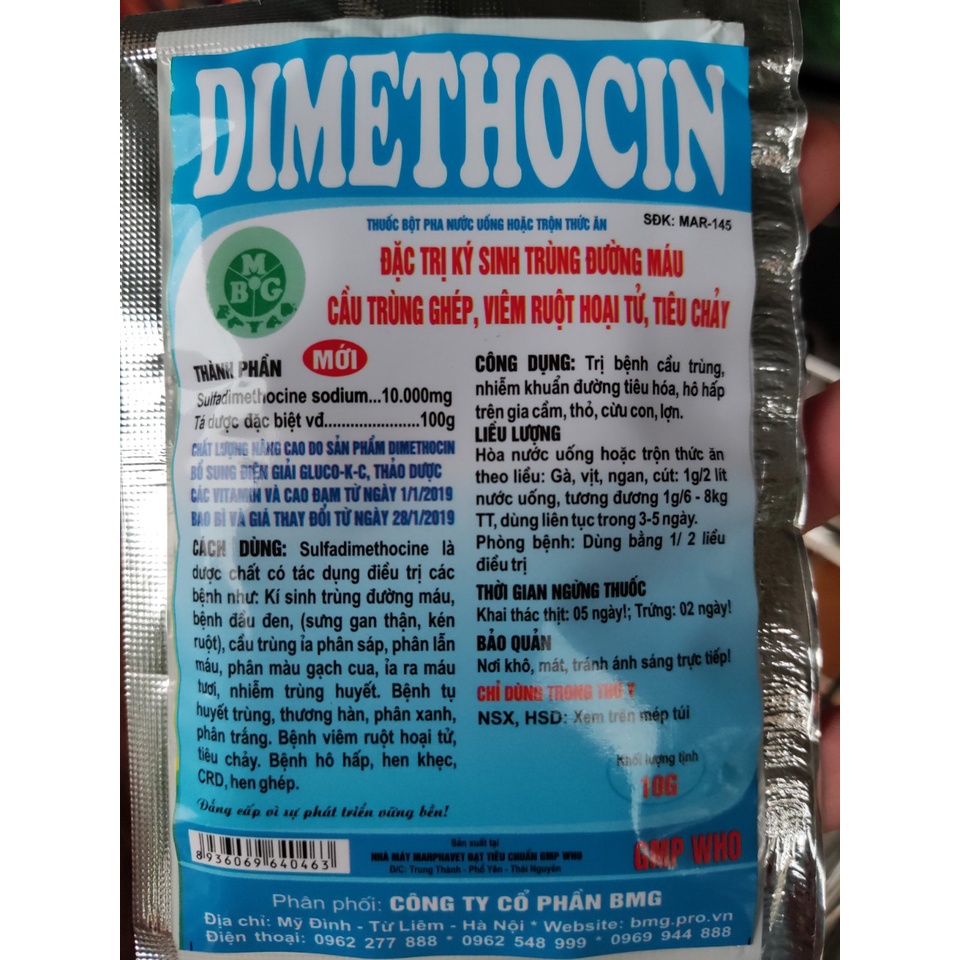 DIMETHOCIN
THUỐC BỘT PHA NƯỚC UỐNG HOẶC TRỘN THỨC ĂN
SĐK: MAR-145
ĐẶC TRỊ KÝ SINH TRÙNG ĐƯỜNG MÁU
CẦU TRÙNG GHÉP, VIÊM RUỘT HOẠI TỬ, TIÊU CHẢY
BMG
THÀNH PHẦN
MỚI
Sulfadimethocine sodium...10.000mg
Tá dược đặc biệt vđ......................100g
CHẤT LƯỢNG NÂNG CAO DO SẢN PHẨM DIMETHOCIN
BỔ SUNG ĐIỆN GIẢI GLUCO-K-C, THẢO DƯỢC
CÁC VITAMIN VÀ CAO ĐẠM TỪ NGÀY 1/1/2019
BAO BÌ VÀ GIÁ THAY ĐỔI TỪ NGÀY 28/1/2019
CÁCH DÙNG: Sulfadimethocine là
dược chất có tác dụng điều trị các
bệnh như: Kí sinh trùng đường máu,
bệnh đầu đen, (sưng gan thận, kén
ruột), cầu trùng ỉa phân sáp, phân lẫn
máu, phân màu gạch cua, ỉa ra máu
tươi, nhiễm trùng huyết. Bệnh tụ
huyết trùng, thương hàn, phân xanh,
phân trắng. Bệnh viêm ruột hoại tử,
tiêu chảy. Bệnh hô hấp, hen khẹc,
CRD, hen ghép.
Đẳng cấp vì sự phát triển vững bền!
CÔNG DỤNG: Trị bệnh cầu trùng,
nhiễm khuẩn đường tiêu hóa, hô hấp
trên gia cầm, thỏ, cừu con, lợn.
LIỀU LƯỢNG
Hòa nước uống hoặc trộn thức ăn
theo liều: Gà, vịt, ngan, cút: 1g/2 lít
nước uống, tương đương 1g/6 - 8kg
TT, dùng liên tục trong 3-5 ngày.
Phòng bệnh: Dùng bằng 1/ 2 liều
điều trị
THỜI GIAN NGỪNG THUỐC
Khai thác thịt: 05 ngày!; Trứng: 02 ngày!
BẢO QUẢN
Nơi khô, mát, tránh ánh sáng trực tiếp!
CHỈ DÙNG TRONG THÚ Y
NSX, HSD: Xem trên mép túi
Khối lượng tịnh
10G
8936069640463
Sản xuất tại
NHÀ MÁY MARPHAVET ĐẠT TIÊU CHUẨN GMP WHO
Đ/C: Trung Thành - Phổ Yên - Thái Nguyên
GMP WHO
Phân phối: CÔNG TY CỔ PHẦN BMG
Địa chỉ: Mỹ Đình - Từ Liêm - Hà Nội * Website: bmg.pro.vn
Điện thoại: 0962 277 888 * 0962 548 999 * 0969 944 888